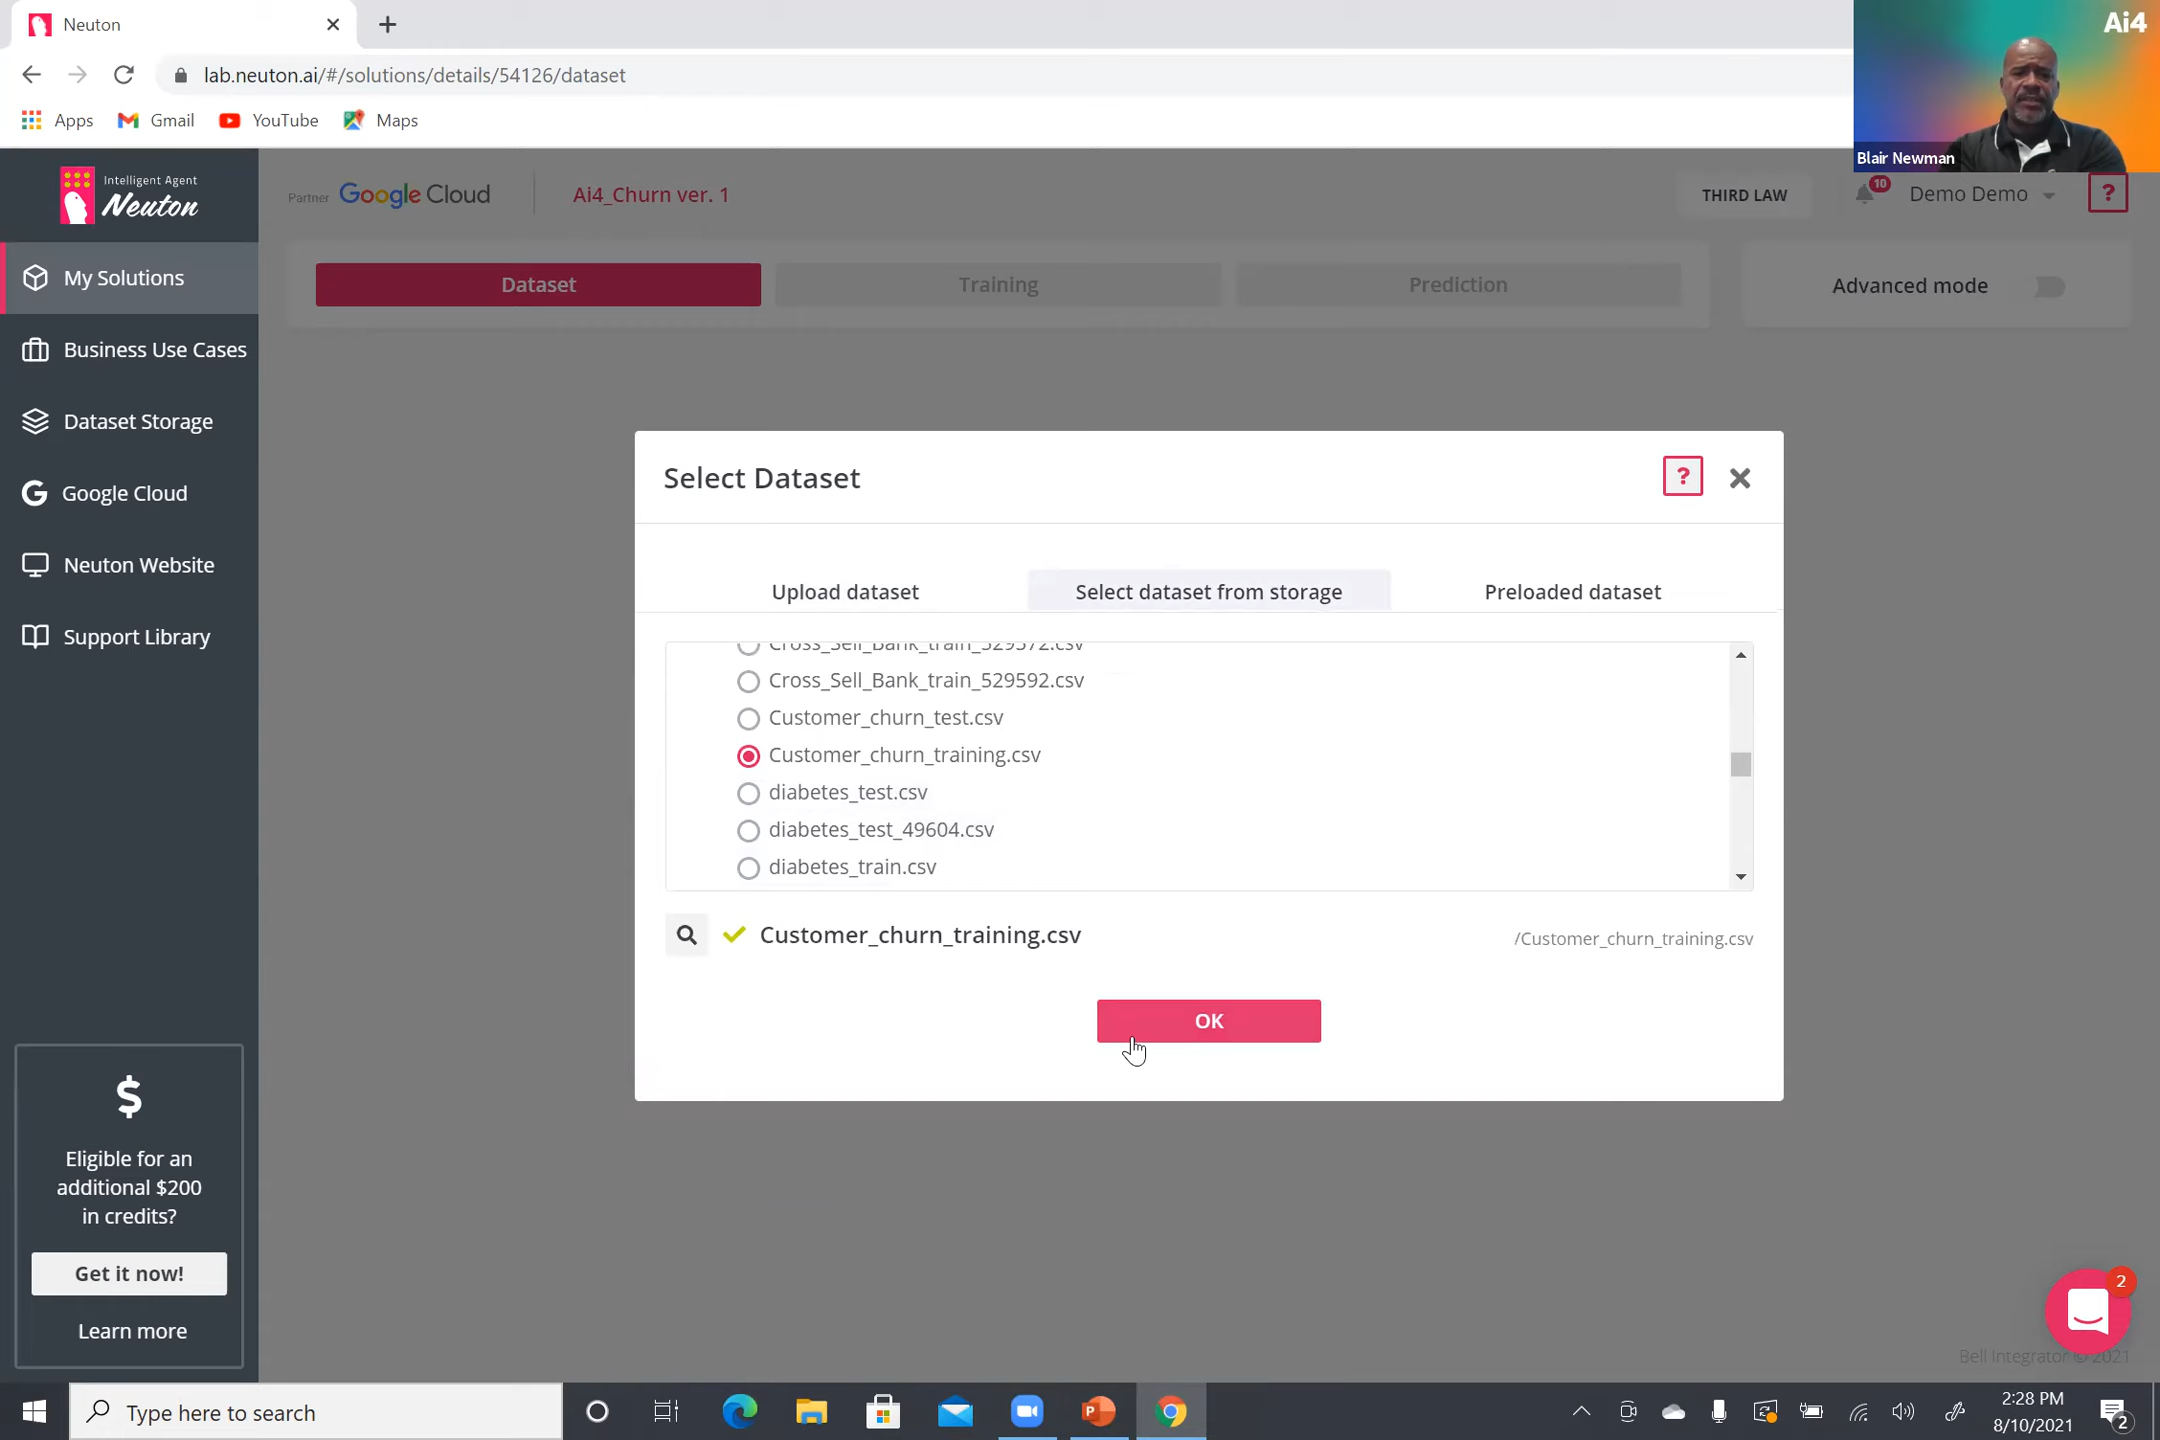 Neuton
lab.neuton.ai/#/solutions/details/54126/dataset
Apps
Gmail
YouTube
Maps
Ai4
Blair Newman
Intelligent Agent
Neuton
Partner Google Cloud
Ai4_Churn ver. 1
THIRD LAW
10
Demo Demo
?
My Solutions
Business Use Cases
Dataset Storage
Google Cloud
Neuton Website
Support Library
Dataset
Training
Prediction
Advanced mode
Select Dataset
?
Upload dataset
Select dataset from storage
Preloaded dataset
Cross_Sell_Bank_train_529572.csv
Cross_Sell_Bank_train_529592.csv
Customer_churn_test.csv
Customer_churn_training.csv
diabetes_test.csv
diabetes_test_49604.csv
diabetes_train.csv
Customer_churn_training.csv
/Customer_churn_training.csv
OK
$
Eligible for an
additional $200
in credits?
Get it now!
Learn more
2
Bell Integrator © 2021
Type here to search
2:28 PM
8/10/2021
2